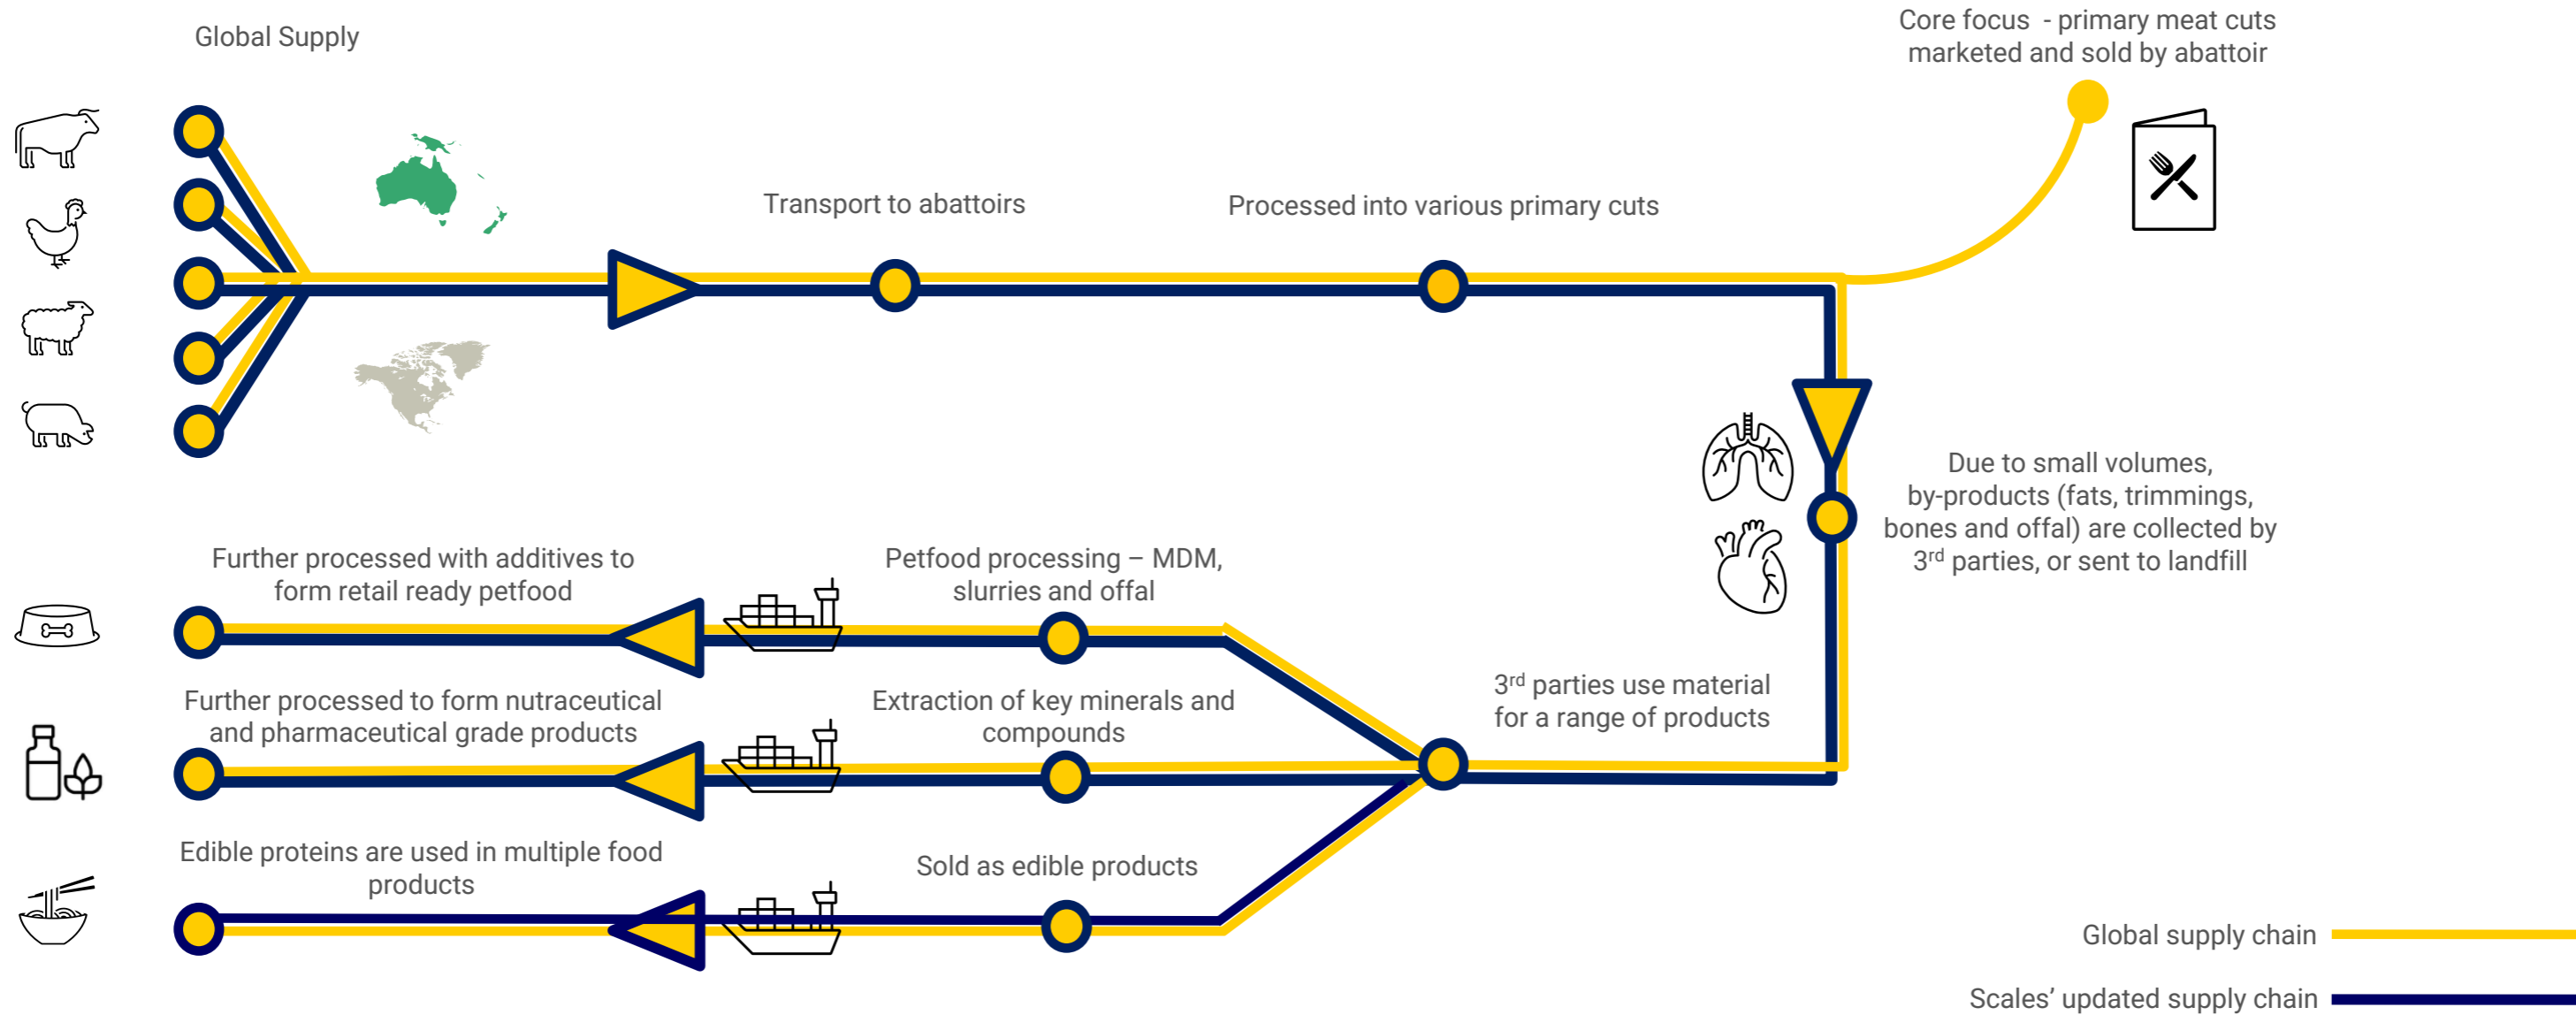 Global Supply
Core focus - primary meat cuts
marketed and sold by abattoir
Transport to abattoirs
Processed into various primary cuts
Due to small volumes,
by-products (fats, trimmings,
bones and offal) are collected by
3rd parties, or sent to landfill
Further processed with additives to
form retail ready petfood
Petfood processing – MDM,
slurries and offal
3rd parties use material
for a range of products
Further processed to form nutraceutical
and pharmaceutical grade products
Extraction of key minerals and
compounds
Edible proteins are used in multiple food
products
Sold as edible products
Global supply chain
Scales’ updated supply chain